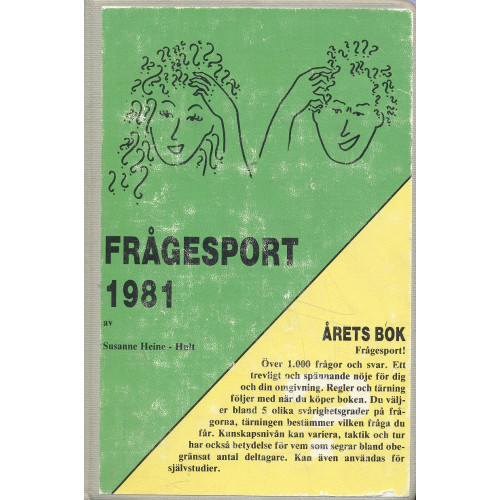 FRÅGESPORT
1981
av
Susanne Heine - Hult
ÅRETS BOK
Frågesport!
Över 1.000 frågor och svar. Ett
trevligt och spännande nöje för dig
och din omgivning. Regler och tärning
följer med när du köper boken. Du välj-
er bland 5 olika svårighetsgrader på frå-
gorna, tärningen bestämmer vilken fråga du
får. Kunskapsnivån kan variera, taktik och tur
har också betydelse för vem som segrar bland obe-
gränsat antal deltagare. Kan även användas för
självstudier.